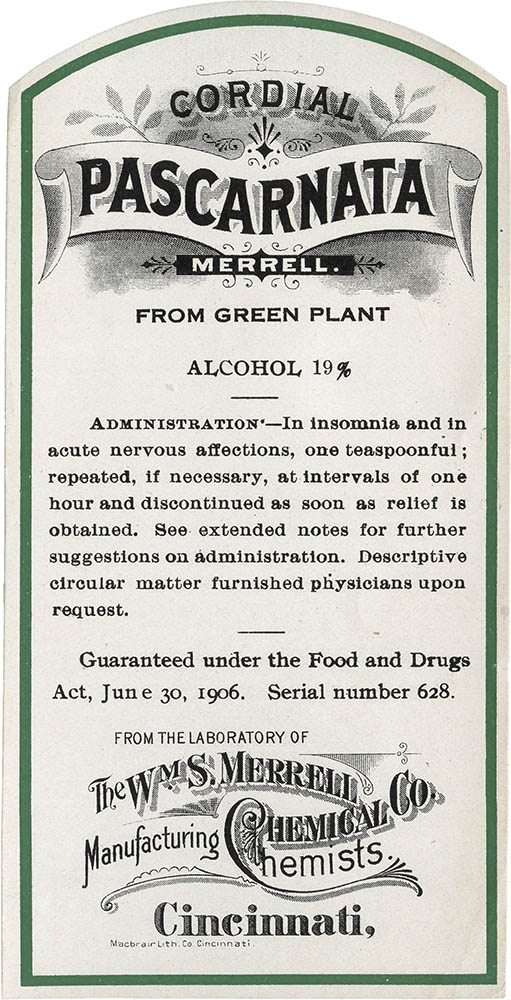 CORDIAL
PASCARNATA
MERRELL.
FROM GREEN PLANT
ALCOHOL 19%
ADMINISTRATION—In insomnia and in
acute nervous affections, one teaspoonful;
repeated, if necessary, at intervals of one
hour and discontinued as soon as relief is
obtained. See extended notes for further
suggestions on administration. Descriptive
circular matter furnished physicians upon
request.
Guaranteed under the Food and Drugs
Act, June 30, 1906. Serial number 628.
FROM THE LABORATORY OF
The Wm S. MERRELL
CHEMICAL CO.
Manufacturing Chemists.
Cincinnati,
Macbrair Lith. Co. Cincinnati.